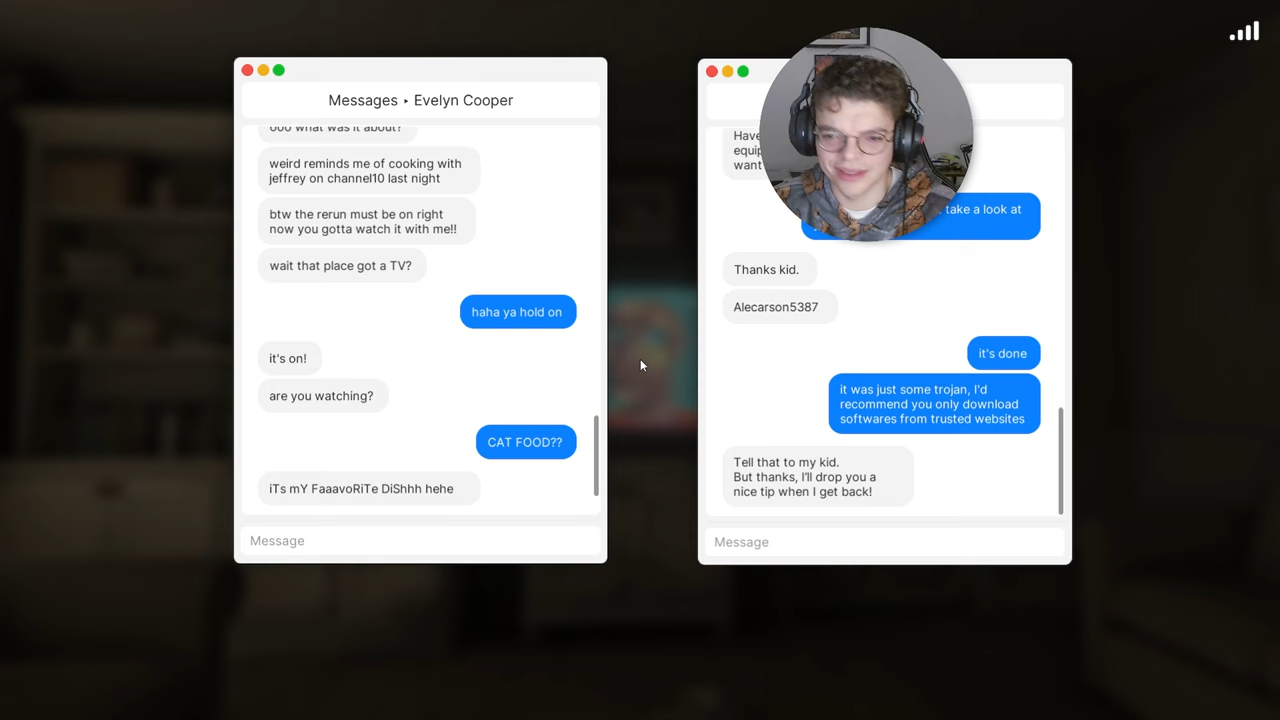 Messages ‣ Evelyn Cooper
ooo what was it about?
weird reminds me of cooking with
jeffrey on channel10 last night
btw the rerun must be on right
now you gotta watch it with me!!
wait that place got a TV?
haha ya hold on
it's on!
are you watching?
CAT FOOD??
iTs mY FaaavoRiTe DiShhh hehe
Message
Have
equip
want
take a look at
Thanks kid.
Alecarson5387
it's done
it was just some trojan, I'd
recommend you only download
softwares from trusted websites
Tell that to my kid.
But thanks, I'll drop you a
nice tip when I get back!
Message